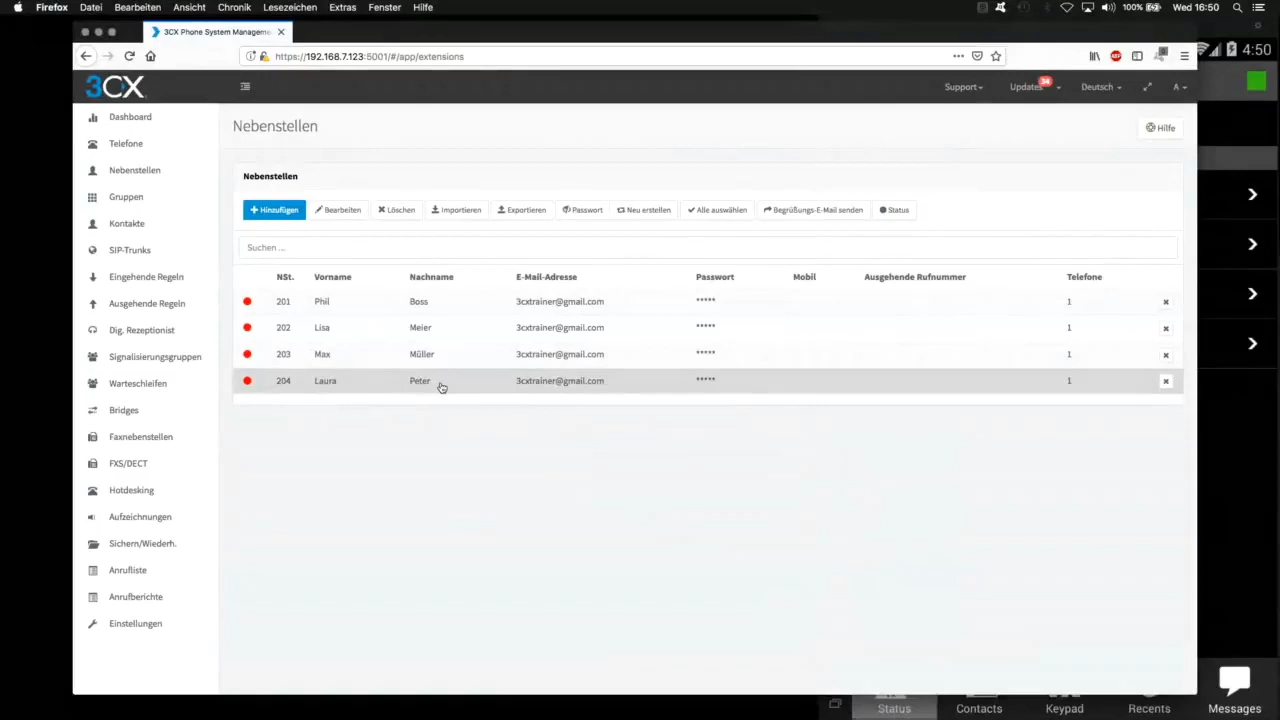 Firefox Datei Bearbeiten Ansicht Chronik Lesezeichen Extras Fenster Hilfe 100% Wed 16:50
3CX Phone System Manageme
https://192.168.7.123:5001/#/app/extensions
4:50
3CX
Support
Updates 34
Deutsch
A
Dashboard
Telefone
Nebenstellen
Gruppen
Kontakte
SIP-Trunks
Eingehende Regeln
Ausgehende Regeln
Dig. Rezeptionist
Signalisierungsgruppen
Warteschleifen
Bridges
Faxnebenstellen
FXS/DECT
Hotdesking
Aufzeichnungen
Sichern/Wiederh.
Anrufliste
Anrufberichte
Einstellungen
Nebenstellen
Hilfe
Nebenstellen
Hinzufügen Bearbeiten Löschen Importieren Exportieren Passwort Neu erstellen Alle auswählen Begrüßungs-E-Mail senden Status
Suchen ...
NSt. Vorname Nachname E-Mail-Adresse Passwort Mobil Ausgehende Rufnummer Telefone
201 Phil Boss 3cxtrainer@gmail.com ***** 1
202 Lisa Meier 3cxtrainer@gmail.com ***** 1
203 Max Müller 3cxtrainer@gmail.com ***** 1
204 Laura Peter 3cxtrainer@gmail.com ***** 1
Status Contacts Keypad Recents Messages